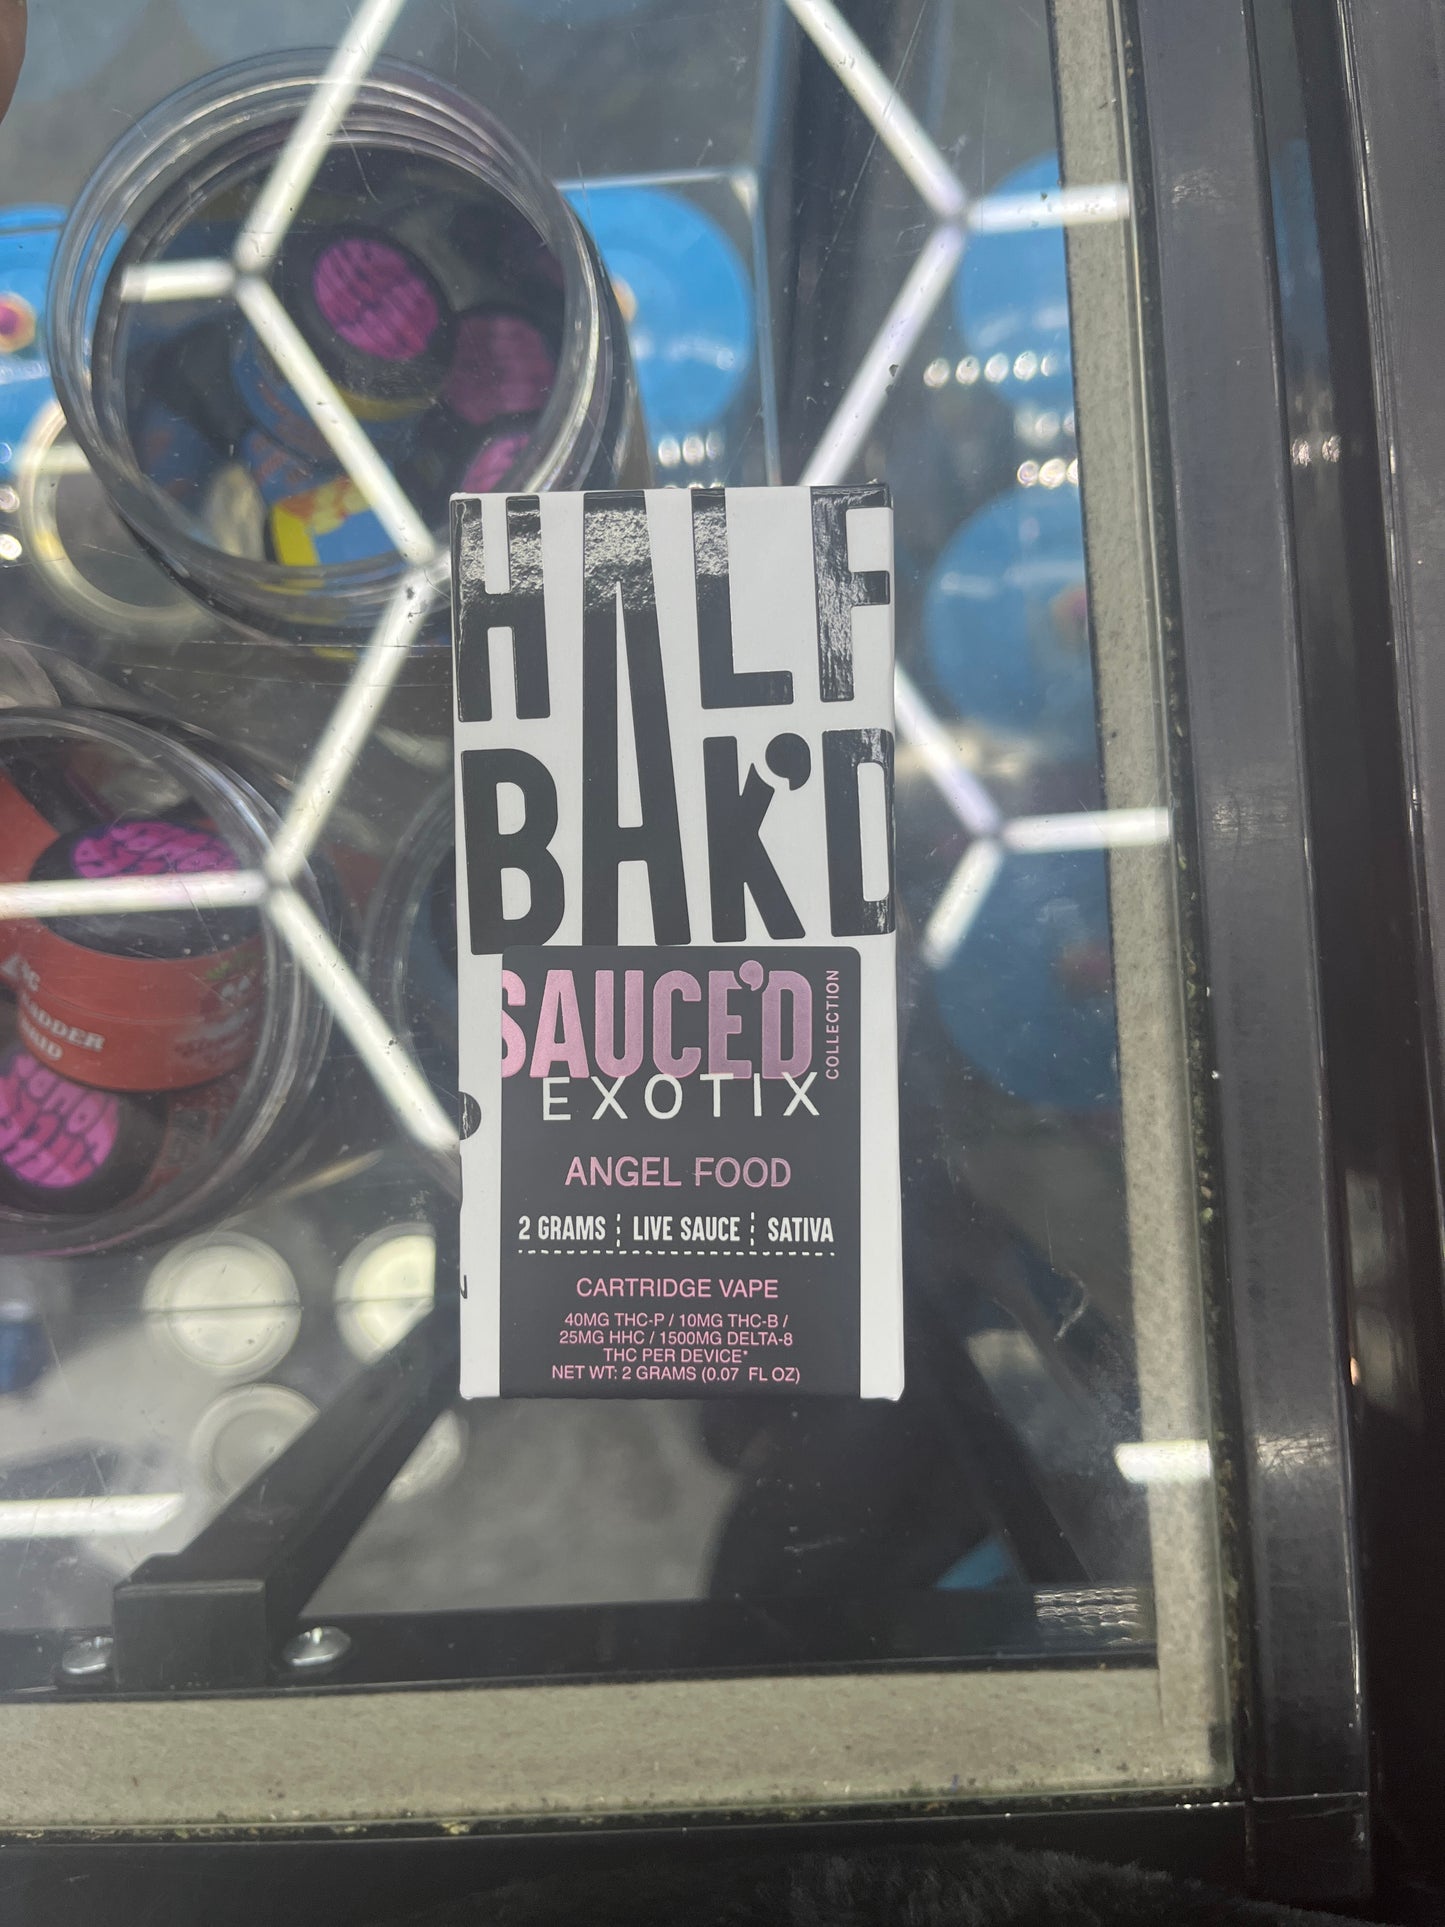 HALF
BAK'D
SAUCE'D
COLLECTION
EXOTIX
ANGEL FOOD
2 GRAMS ¦ LIVE SAUCE ¦ SATIVA
CARTRIDGE VAPE
40MG THC-P / 10MG THC-B /
25MG HHC / 1500MG DELTA-8
THC PER DEVICE*
NET WT: 2 GRAMS (0.07 FL OZ)